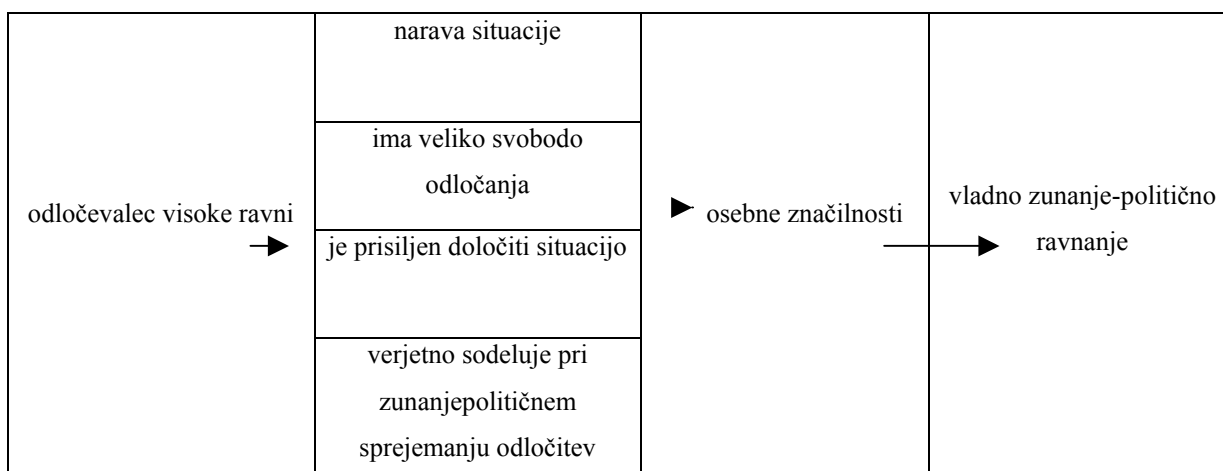 odločevalec visoke ravni
narava situacije
ima veliko svobodo
odločanja
je prisiljen določiti situacijo
verjetno sodeluje pri
zunanjepolitičnem
sprejemanju odločitev
osebne značilnosti
vladno zunanje-politično
ravnanje